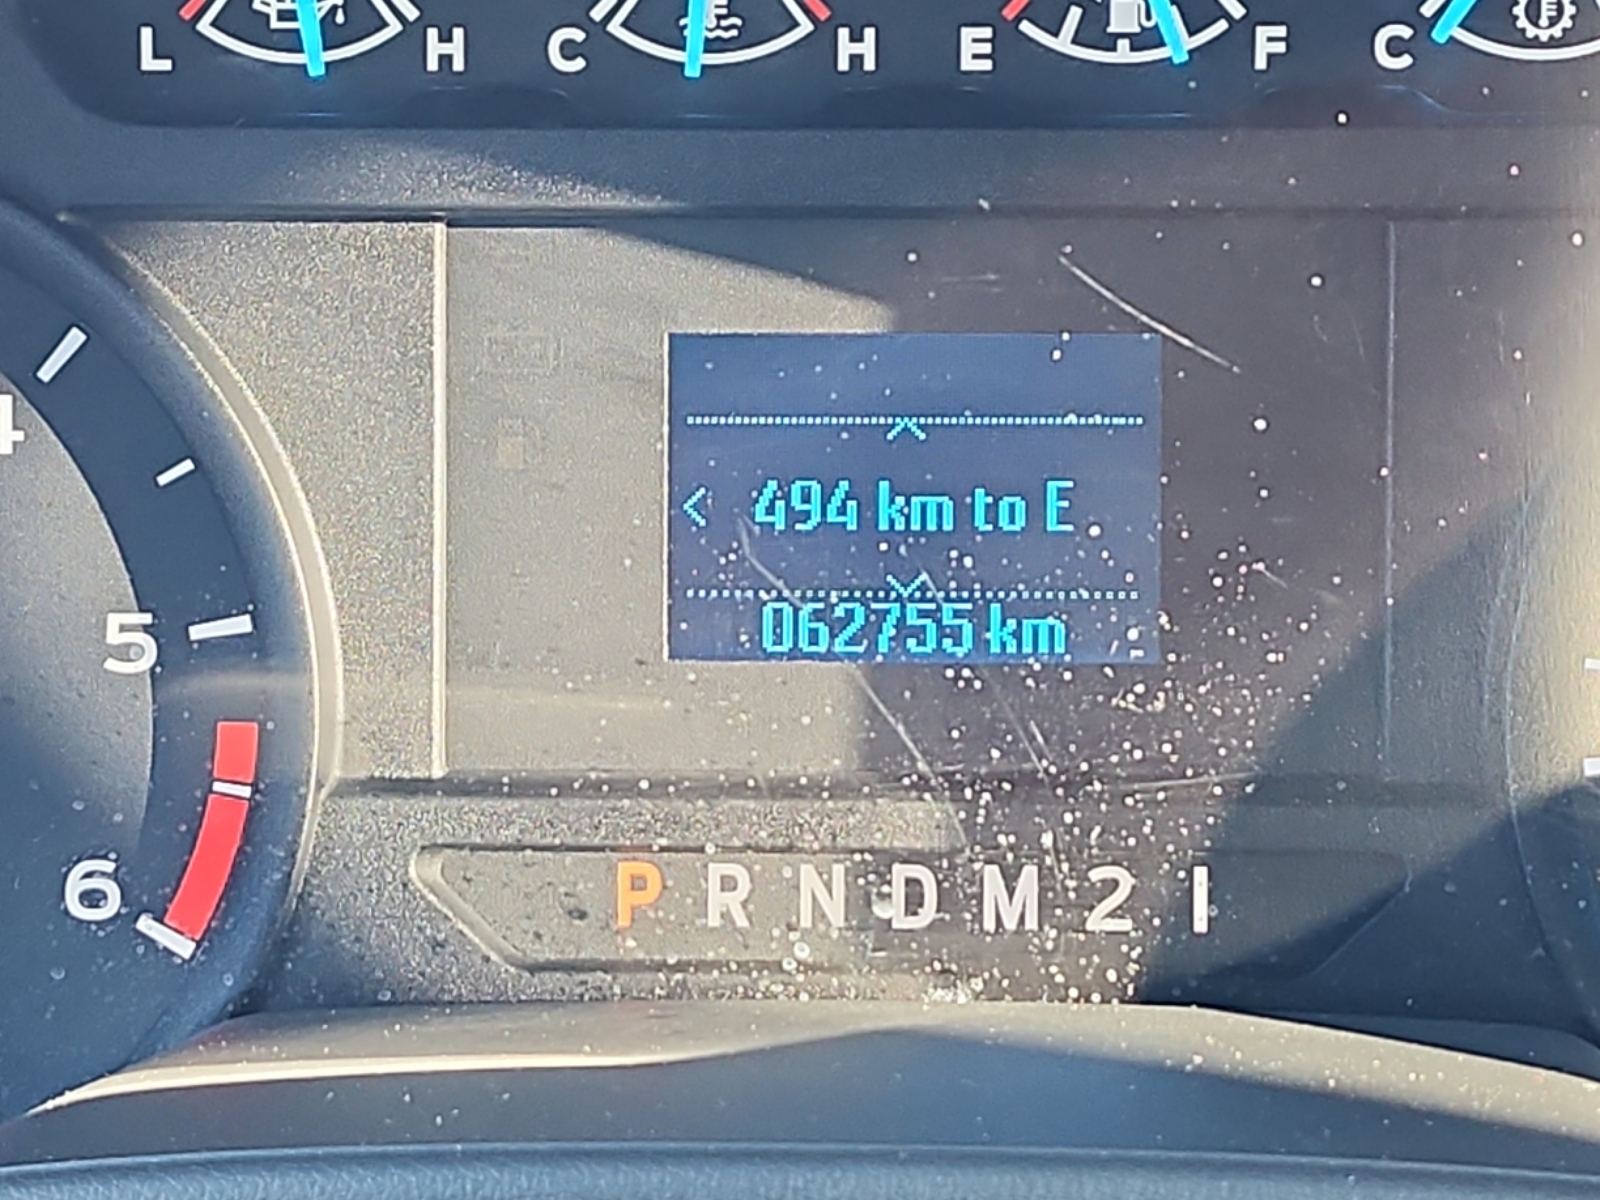 L H C H E F C
4
494 km to E
5
062755 km
6
P R N D M 2 1